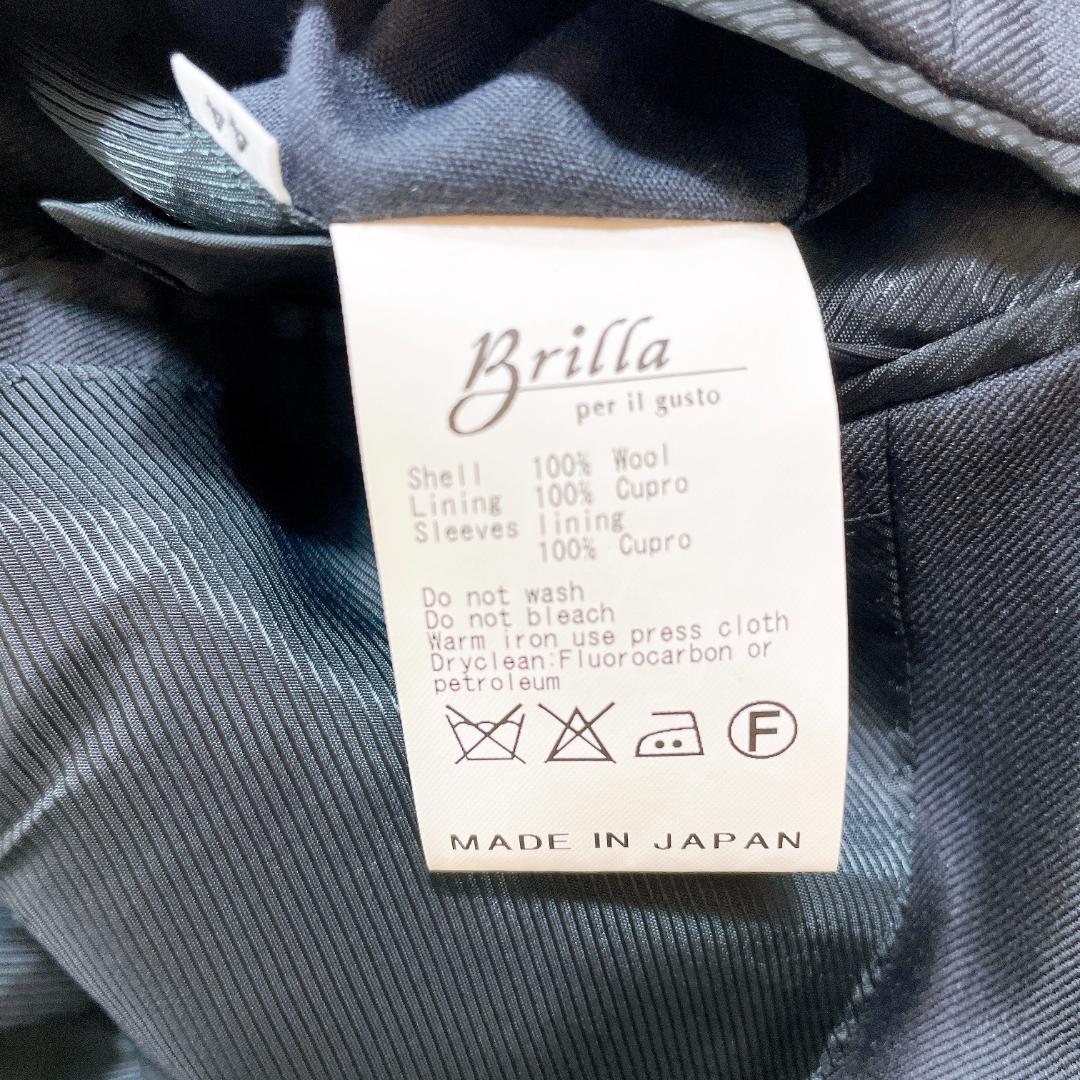 44
Brilla
per il gusto
Shell 100% Wool
Lining 100% Cupro
Sleeves lining
100% Cupro
Do not wash
Do not bleach
Warm iron use press cloth
Dryclean:Fluorocarbon or
petroleum
F
MADE IN JAPAN